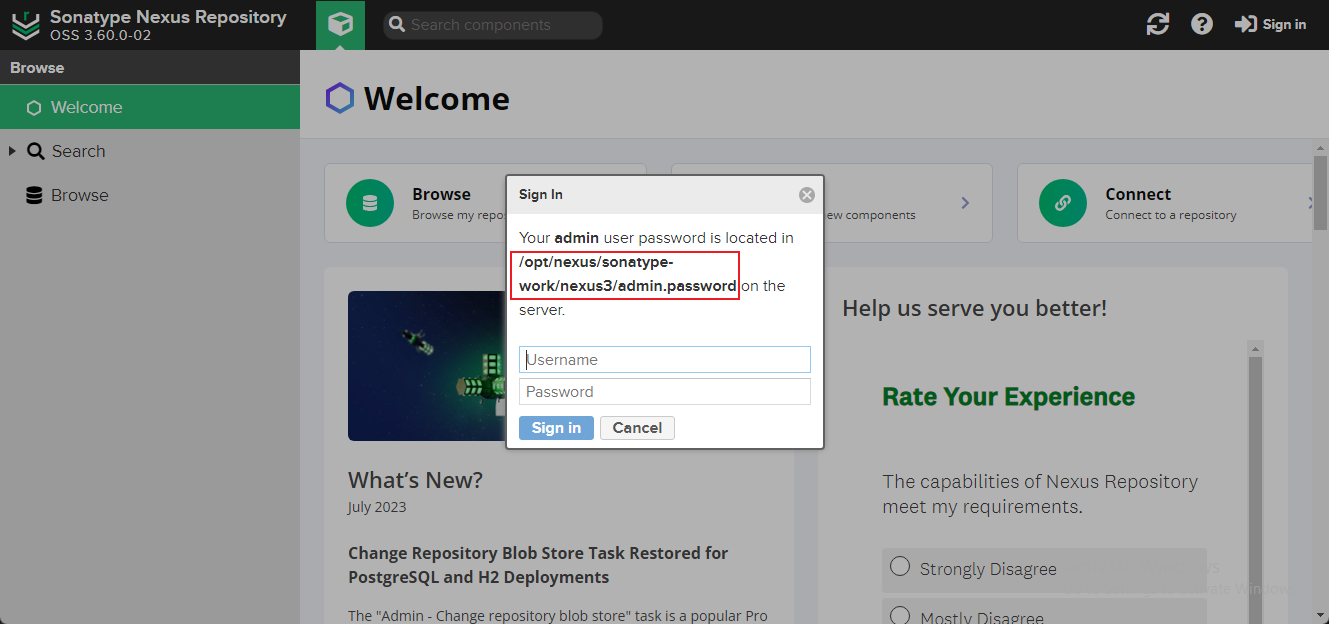 Sonatype Nexus Repository
OSS 3.60.0-02
Search components
Sign in
Browse
Welcome
Search
Browse
Welcome
Browse
Browse my repo
ew components
Connect
Connect to a repository
Sign In
Your admin user password is located in
/opt/nexus/sonatype-
work/nexus3/admin.password on the
server.
Username
Password
Sign in
Cancel
What's New?
July 2023
Change Repository Blob Store Task Restored for
PostgreSQL and H2 Deployments
The "Admin - Change repository blob store" task is a popular Pro
Help us serve you better!
Rate Your Experience
The capabilities of Nexus Repository
meet my requirements.
Strongly Disagree
Mostly Disagree